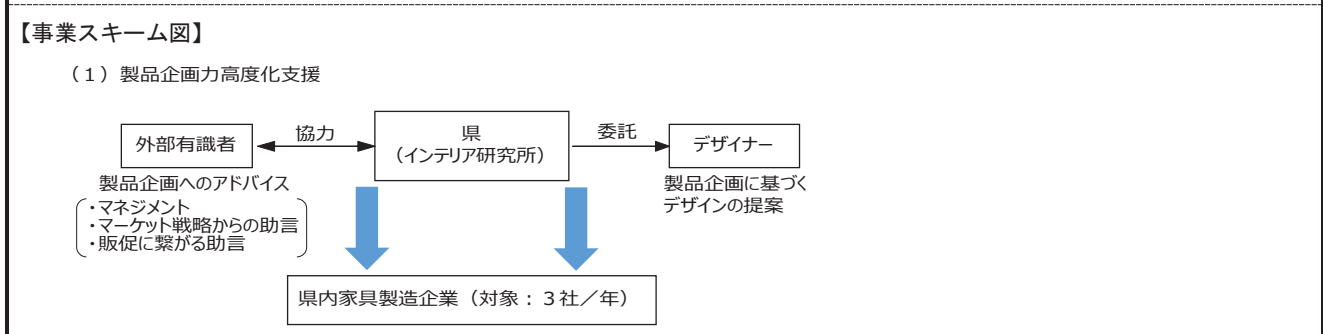 【事業スキーム図】
（１）製品企画力高度化支援
外部有識者
協力
県
（インテリア研究所）
委託
デザイナー
製品企画へのアドバイス
・マネジメント
・マーケット戦略からの助言
・販促に繋がる助言
製品企画に基づく
デザインの提案
県内家具製造企業（対象：３社／年）